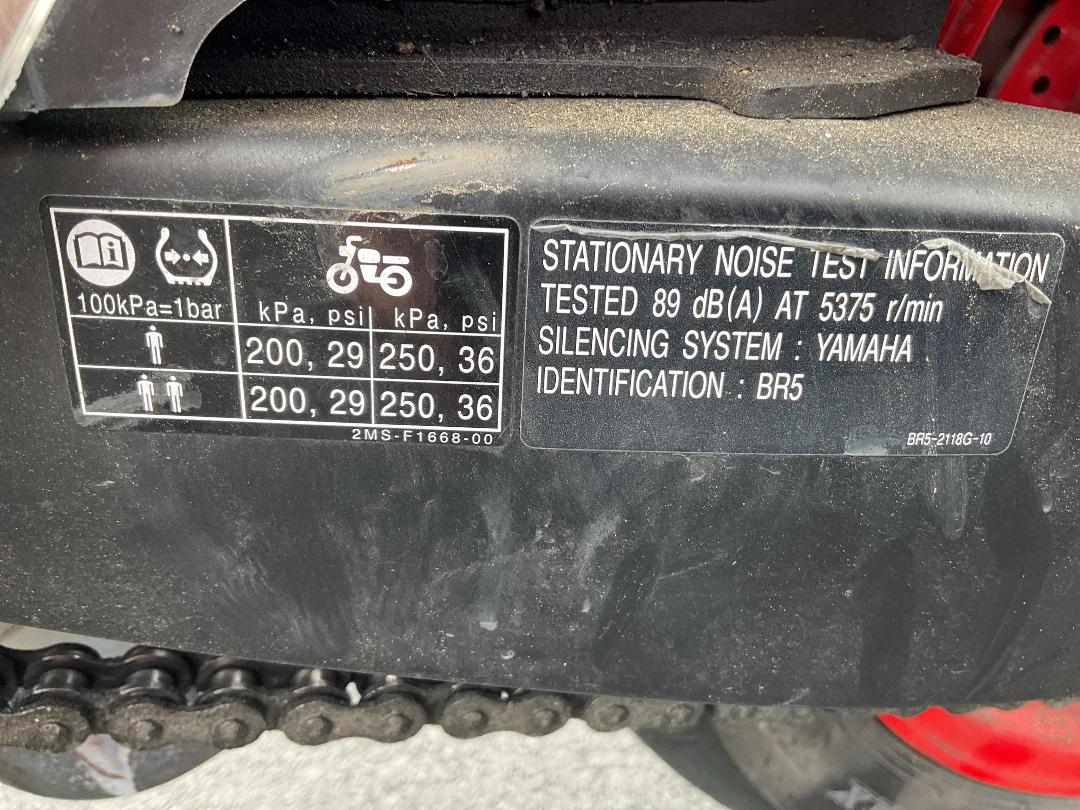 100kPa=1bar
kPa, psi kPa, psi
200, 29 250, 36
200, 29 250, 36
2MS-F1668-00
STATIONARY NOISE TEST INFORMATION
TESTED 89 dB(A) AT 5375 r/min
SILENCING SYSTEM : YAMAHA
IDENTIFICATION : BR5
BR5-2118G-10